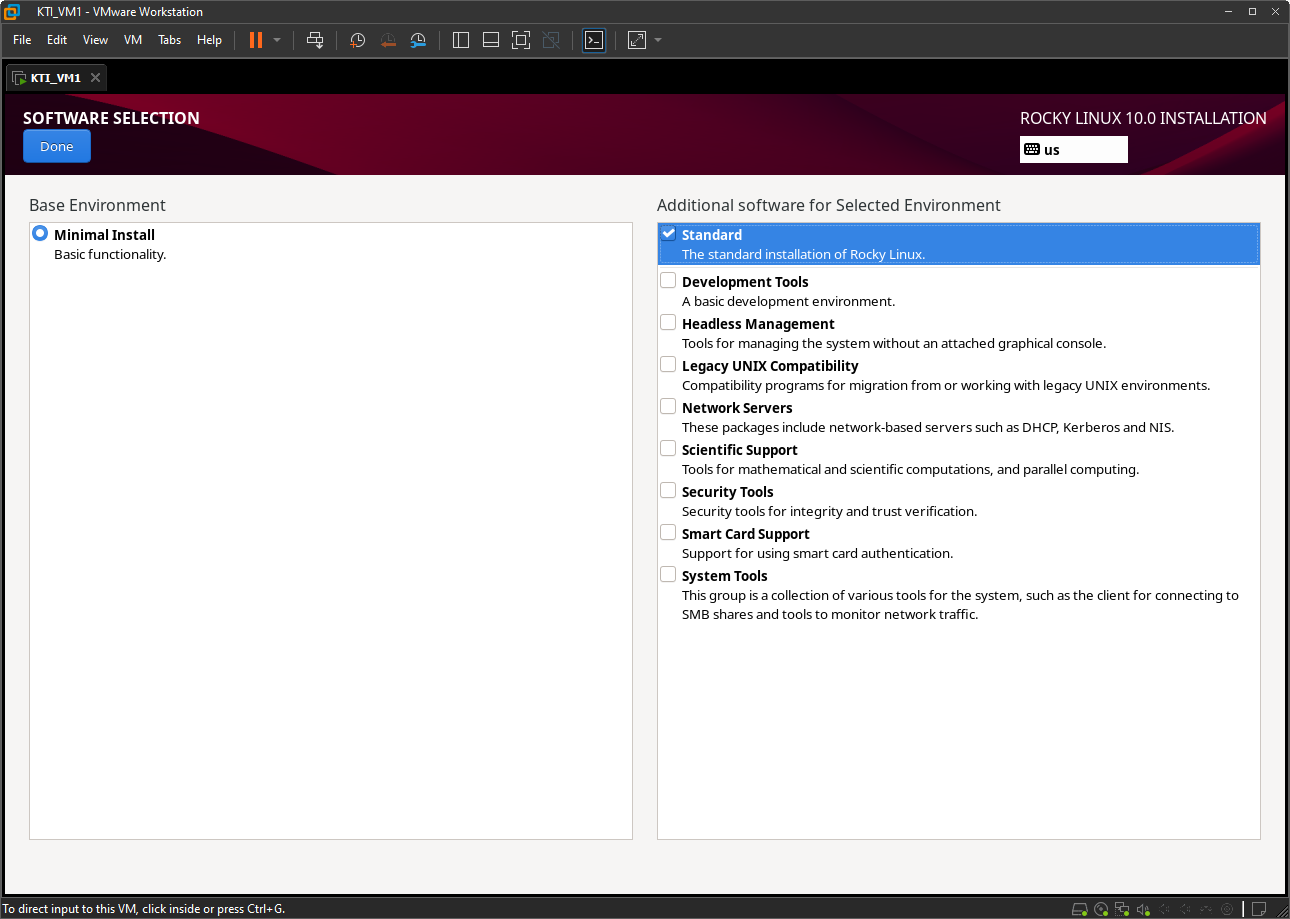 KTI_VM1 - VMware Workstation
File Edit View VM Tabs Help
KTI_VM1
SOFTWARE SELECTION
ROCKY LINUX 10.0 INSTALLATION
Done
us
Base Environment
Minimal Install
Basic functionality.
Additional software for Selected Environment
Standard
The standard installation of Rocky Linux.
Development Tools
A basic development environment.
Headless Management
Tools for managing the system without an attached graphical console.
Legacy UNIX Compatibility
Compatibility programs for migration from or working with legacy UNIX environments.
Network Servers
These packages include network-based servers such as DHCP, Kerberos and NIS.
Scientific Support
Tools for mathematical and scientific computations, and parallel computing.
Security Tools
Security tools for integrity and trust verification.
Smart Card Support
Support for using smart card authentication.
System Tools
This group is a collection of various tools for the system, such as the client for connecting to
SMB shares and tools to monitor network traffic.
To direct input to this VM, click inside or press Ctrl+G.